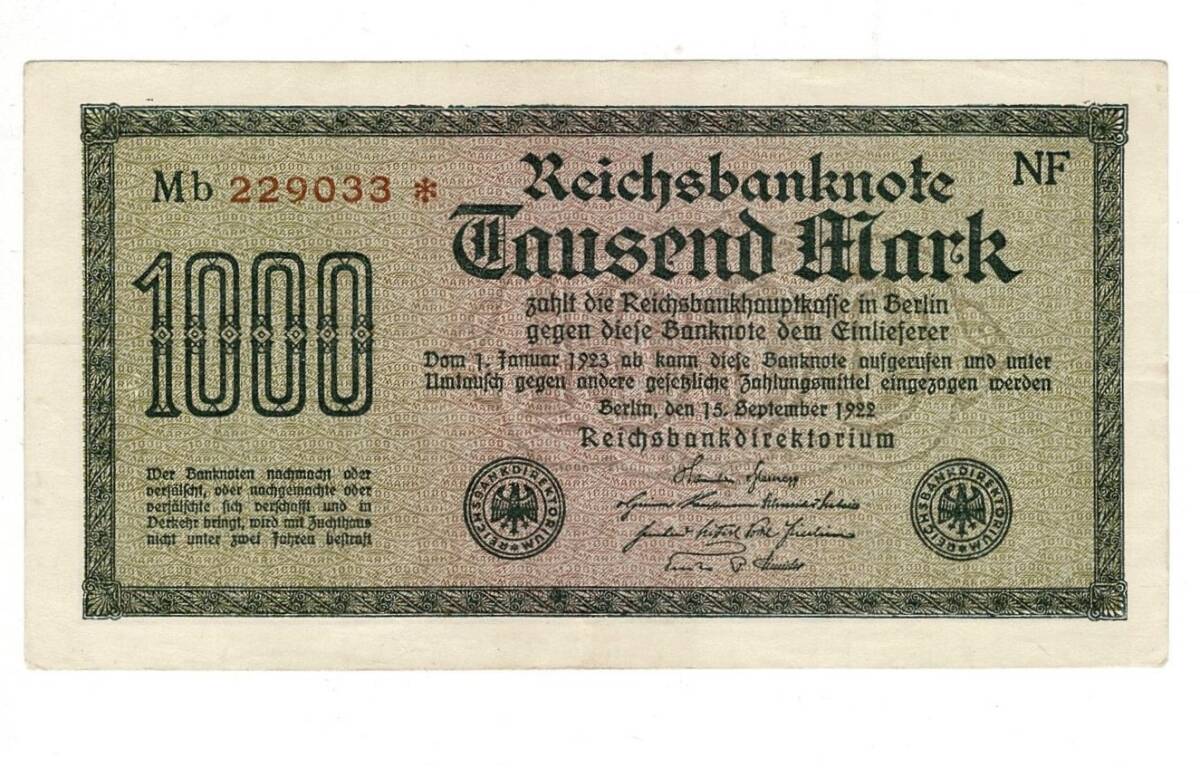 Mb 229033 *
NF
Reichsbanknote
Tausend Mark
zahlt die Reichsbankhauptkasse in Berlin
gegen diese Banknote dem Einlieferer
Vom 1. Januar 1923 ab kann diese Banknote aufgerufen und unter
Umtausch gegen andere gesetzliche Zahlungsmittel eingezogen werden
Berlin, den 15. September 1922
Reichsbankdirektorium
1000
Wer Banknoten nachmacht oder
verfälscht, oder nachgemachte oder
verfälschte sich verschafft und in
Verkehr bringt, wird mit Zuchthaus
nicht unter zwei Jahren bestraft
REICHSBANKDIREKTORIUM
REICHSBANKDIREKTORIUM